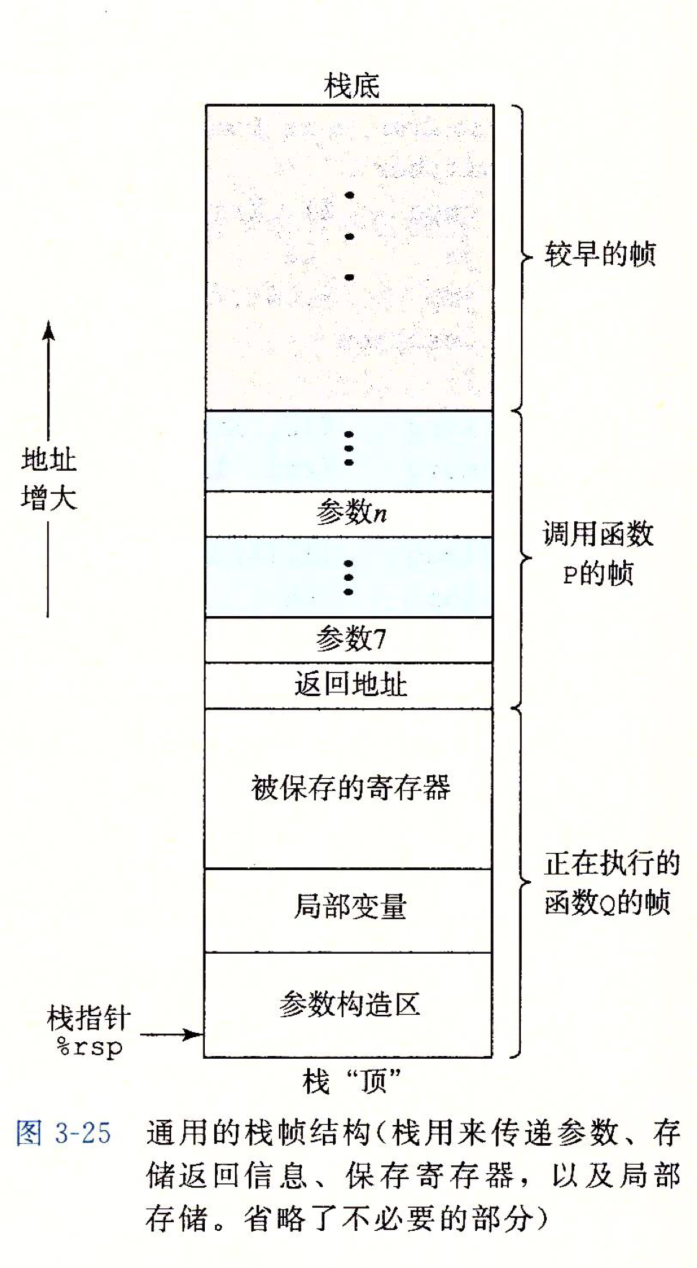 栈底
较早的帧
地址
增大
参数n
调用函数
P的帧
参数7
返回地址
被保存的寄存器
正在执行的
函数Q的帧
局部变量
参数构造区
栈指针
%rsp
栈“顶”
图 3-25 通用的栈帧结构(栈用来传递参数、存
储返回信息、保存寄存器，以及局部
存储。省略了不必要的部分)